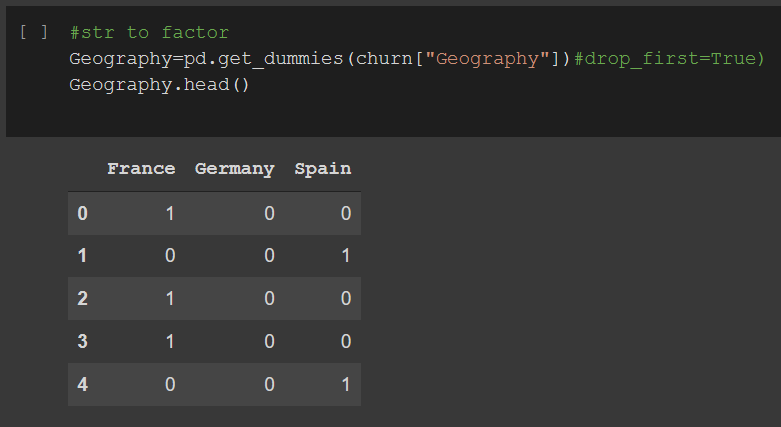 [ ] #str to factor
Geography=pd.get_dummies(churn["Geography"])#drop_first=True)
Geography.head()
France Germany Spain
0 1 0 0
1 0 0 1
2 1 0 0
3 1 0 0
4 0 0 1